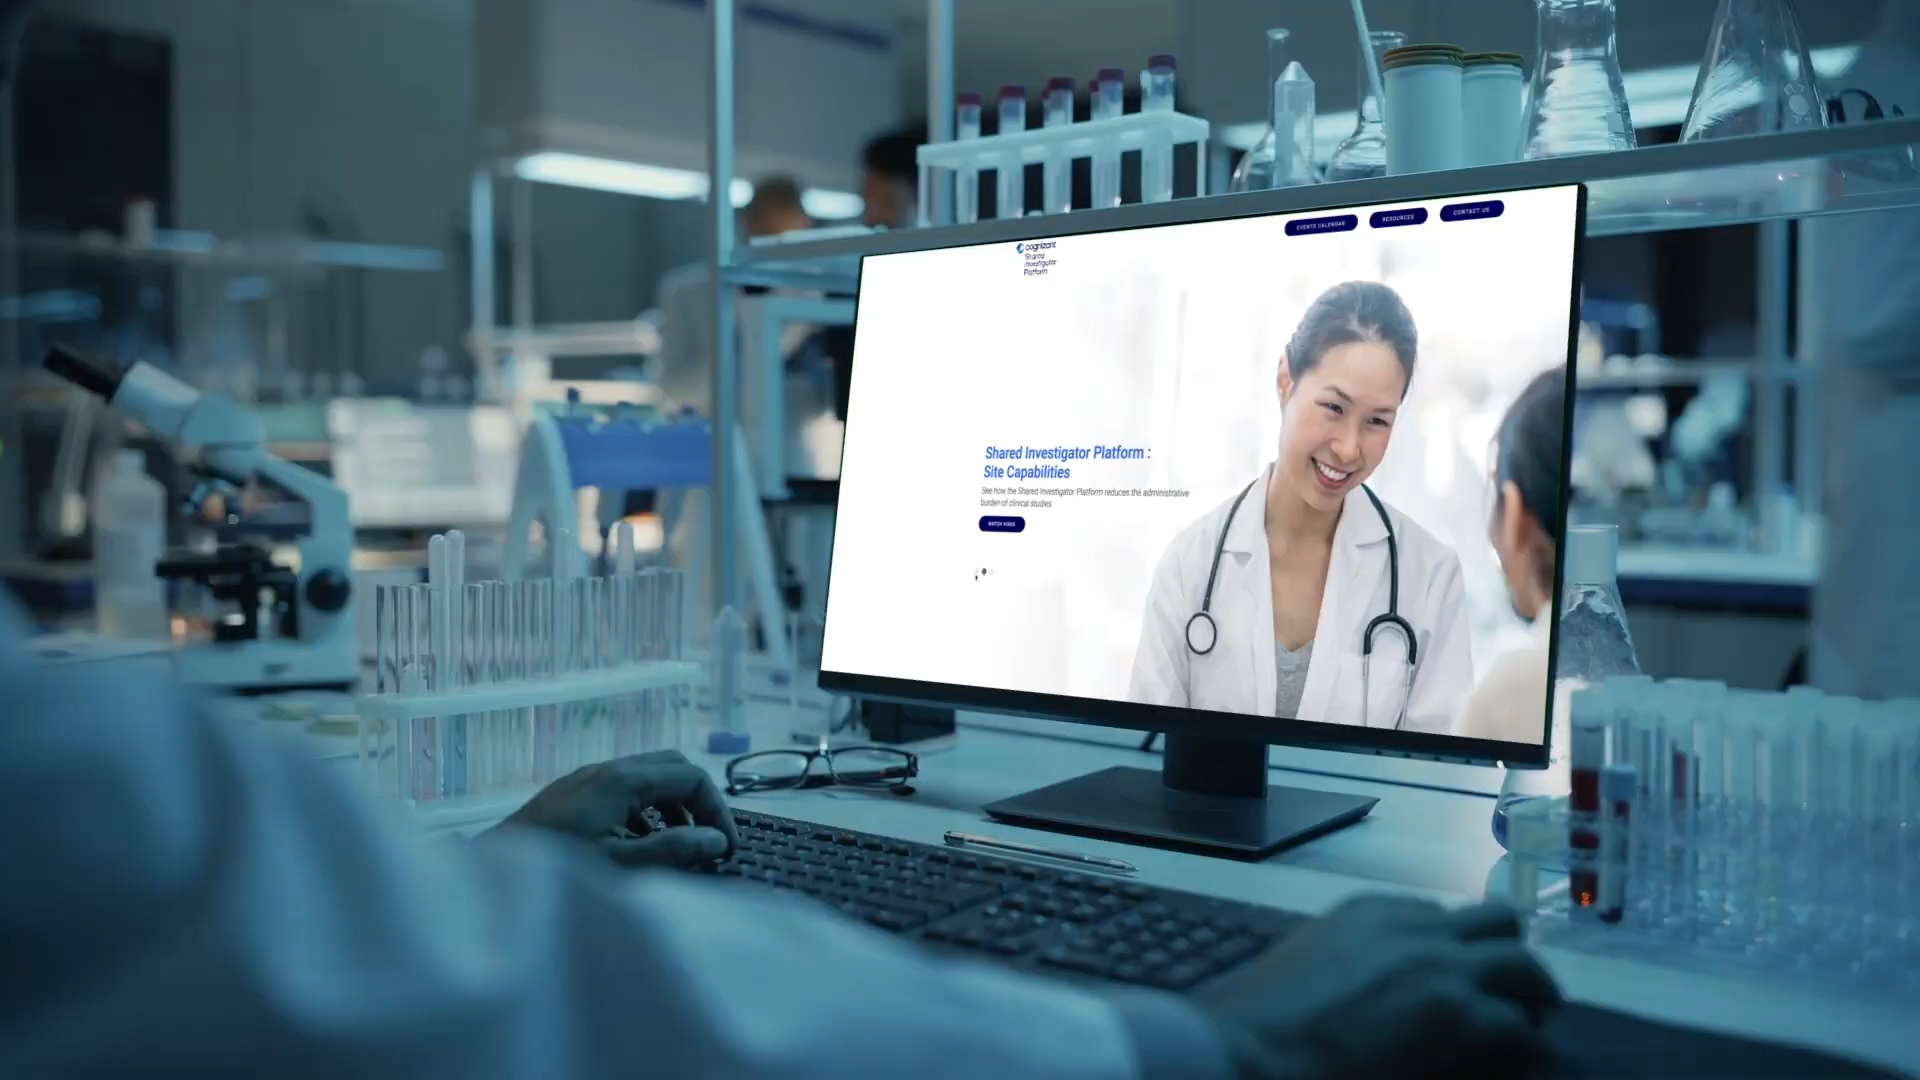 EVENTS CALENDAR
RESOURCES
CONTACT US
cognizant
Shared
Investigator
Platform
Shared Investigator Platform :
Site Capabilities
See how the Shared Investigator Platform reduces the administrative
burden of clinical studies
WATCH VIDEO